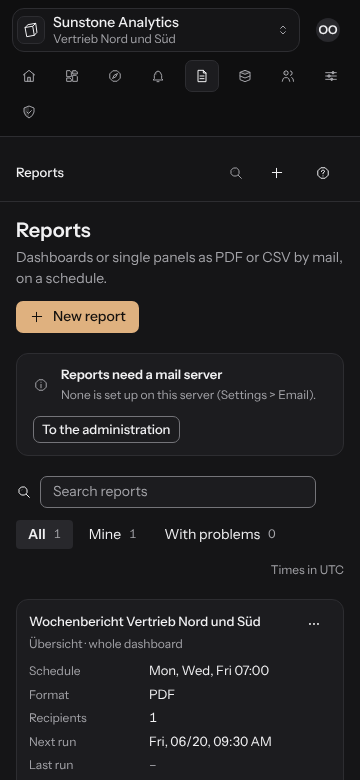 Sunstone Analytics
Vertrieb Nord und Süd
OO
Reports
Reports
Dashboards or single panels as PDF or CSV by mail,
on a schedule.
New report
Reports need a mail server
None is set up on this server (Settings > Email).
To the administration
Search reports
All 1 Mine 1 With problems 0
Times in UTC
Wochenbericht Vertrieb Nord und Süd
Übersicht · whole dashboard
Schedule Mon, Wed, Fri 07:00
Format PDF
Recipients 1
Next run Fri, 06/20, 09:30 AM
Last run –